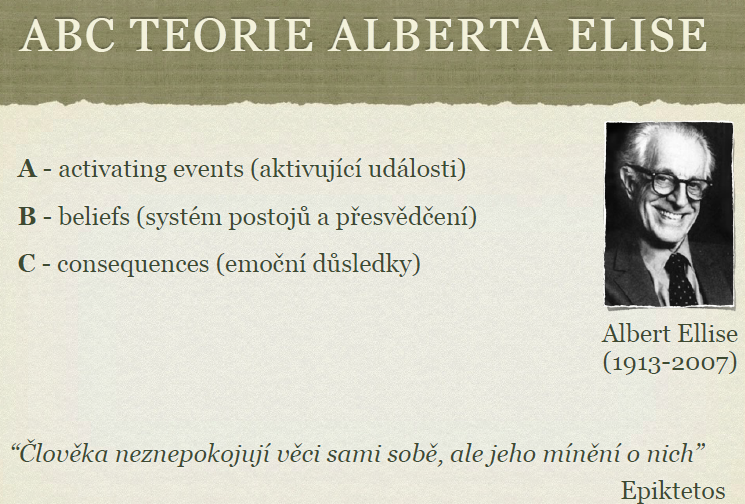 ABC TEORIE ALBERTA ELISE
A - activating events (aktivující události)
B - beliefs (systém postojů a přesvědčení)
C - consequences (emoční důsledky)
Albert Ellise
(1913-2007)
“Člověka neznepokojují věci sami sobě, ale jeho mínění o nich”
Epiktetos